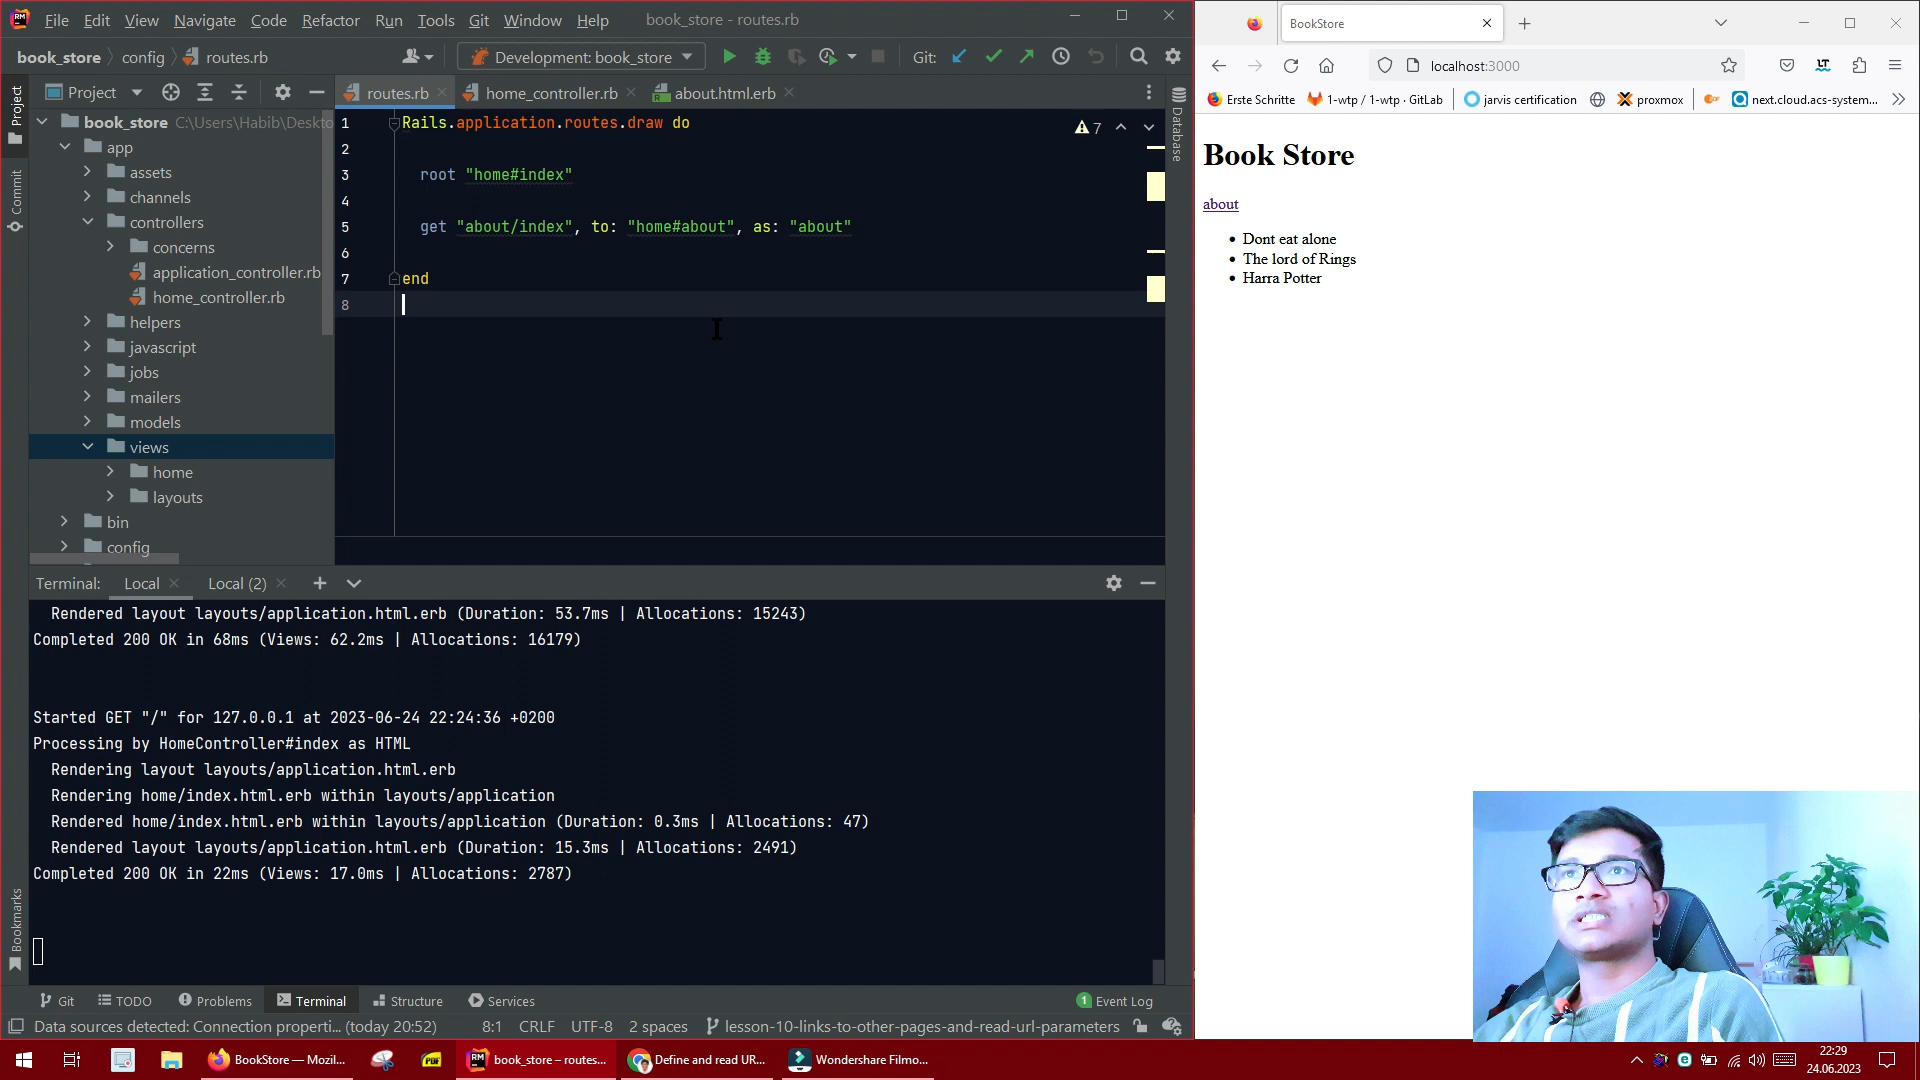 File Edit View Navigate Code Refactor Run Tools Git Window Help book_store - routes.rb
book_store config routes.rb Development: book_store Git:
Project
routes.rb home_controller.rb about.html.erb
Project
Commit
Bookmarks
book_store C:\Users\Habib\Deskto
app
assets
channels
controllers
concerns
application_controller.rb
home_controller.rb
helpers
javascript
jobs
mailers
models
views
home
layouts
bin
config
1 Rails.application.routes.draw do
2
3 root "home#index"
4
5 get "about/index", to: "home#about", as: "about"
6
7 end
8
7
Database
Terminal: Local Local (2)
Rendered layout layouts/application.html.erb (Duration: 53.7ms | Allocations: 15243)
Completed 200 OK in 68ms (Views: 62.2ms | Allocations: 16179)
Started GET "/" for 127.0.0.1 at 2023-06-24 22:24:36 +0200
Processing by HomeController#index as HTML
Rendering layout layouts/application.html.erb
Rendering home/index.html.erb within layouts/application
Rendered home/index.html.erb within layouts/application (Duration: 0.3ms | Allocations: 47)
Rendered layout layouts/application.html.erb (Duration: 15.3ms | Allocations: 2491)
Completed 200 OK in 22ms (Views: 17.0ms | Allocations: 2787)
Git TODO Problems Terminal Structure Services 1 Event Log
Data sources detected: Connection properti... (today 20:52) 8:1 CRLF UTF-8 2 spaces lesson-10-links-to-other-pages-and-read-url-parameters
BookStore
localhost:3000
Erste Schritte 1-wtp / 1-wtp · GitLab jarvis certification proxmox next.cloud.acs-system...
Book Store
about
Dont eat alone
The lord of Rings
Harra Potter
BookStore — Mozil... PDF book_store – routes... Define and read UR... Wondershare Filmo...
22:29
24.06.2023